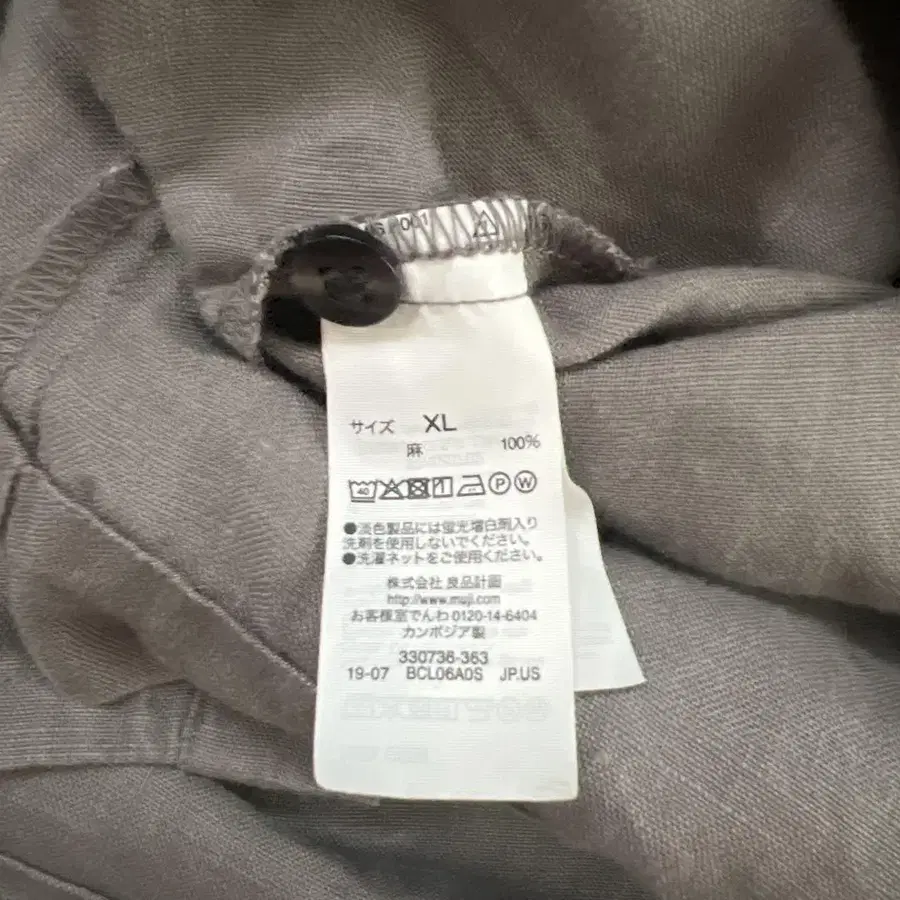 001
サイズ XL
麻 100%
40 P W
●淡色製品には蛍光増白剤入り
洗剤を使用しないでください。
●洗濯ネットをご使用ください。
株式会社 良品計画
http://www.muji.com
お客様室でんわ 0120-14-6404
カンボジア製
330736-363
19-07 BCL06A0S JP.US